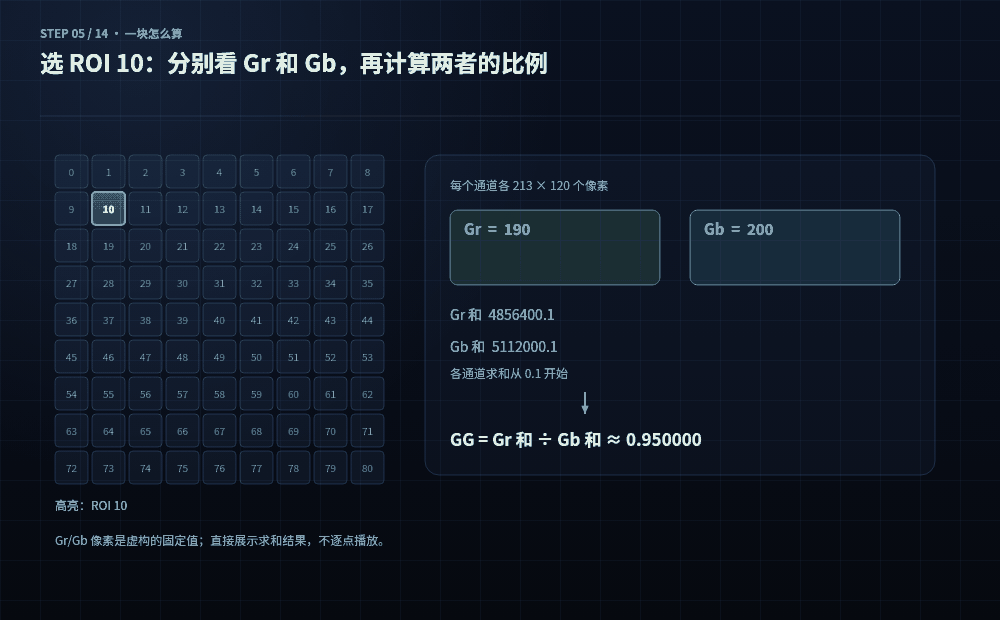 STEP 05 / 14 · 一块怎么算
选 ROI 10：分别看 Gr 和 Gb，再计算两者的比例
0 1 2 3 4 5 6 7 8
9 10 11 12 13 14 15 16 17
18 19 20 21 22 23 24 25 26
27 28 29 30 31 32 33 34 35
36 37 38 39 40 41 42 43 44
45 46 47 48 49 50 51 52 53
54 55 56 57 58 59 60 61 62
63 64 65 66 67 68 69 70 71
72 73 74 75 76 77 78 79 80
高亮：ROI 10
Gr/Gb 像素是虚构的固定值；直接展示求和结果，不逐点播放。
每个通道各 213 × 120 个像素
Gr = 190
Gb = 200
Gr 和 4856400.1
Gb 和 5112000.1
各通道求和从 0.1 开始
GG = Gr 和 ÷ Gb 和 ≈ 0.950000